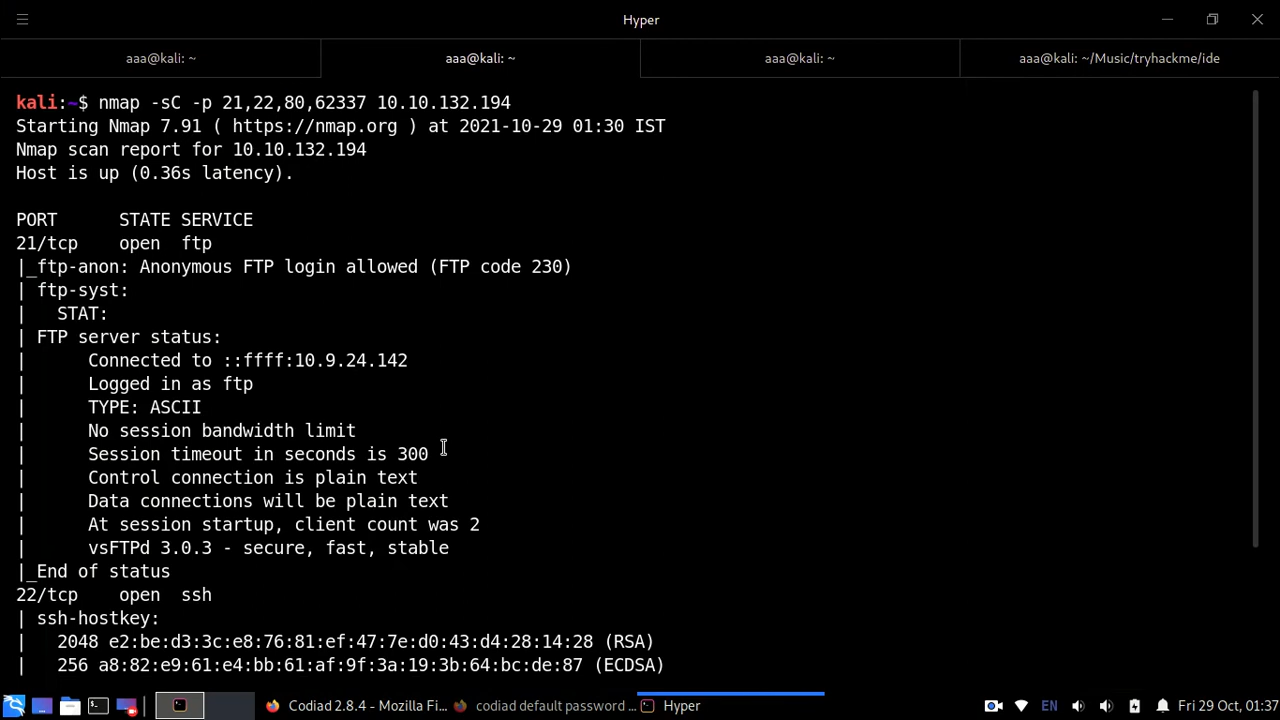 Hyper
aaa@kali: ~
aaa@kali: ~
aaa@kali: ~
aaa@kali: ~/Music/tryhackme/ide
kali:~$ nmap -sC -p 21,22,80,62337 10.10.132.194
Starting Nmap 7.91 ( https://nmap.org ) at 2021-10-29 01:30 IST
Nmap scan report for 10.10.132.194
Host is up (0.36s latency).
PORT      STATE SERVICE
21/tcp    open  ftp
|_ftp-anon: Anonymous FTP login allowed (FTP code 230)
| ftp-syst:
|   STAT:
| FTP server status:
|      Connected to ::ffff:10.9.24.142
|      Logged in as ftp
|      TYPE: ASCII
|      No session bandwidth limit
|      Session timeout in seconds is 300
|      Control connection is plain text
|      Data connections will be plain text
|      At session startup, client count was 2
|      vsFTPd 3.0.3 - secure, fast, stable
|_End of status
22/tcp    open  ssh
| ssh-hostkey:
|   2048 e2:be:d3:3c:e8:76:81:ef:47:7e:d0:43:d4:28:14:28 (RSA)
|   256 a8:82:e9:61:e4:bb:61:af:9f:3a:19:3b:64:bc:de:87 (ECDSA)
Codiad 2.8.4 - Mozilla Fi...
codiad default password ...
Hyper
EN
Fri 29 Oct, 01:37